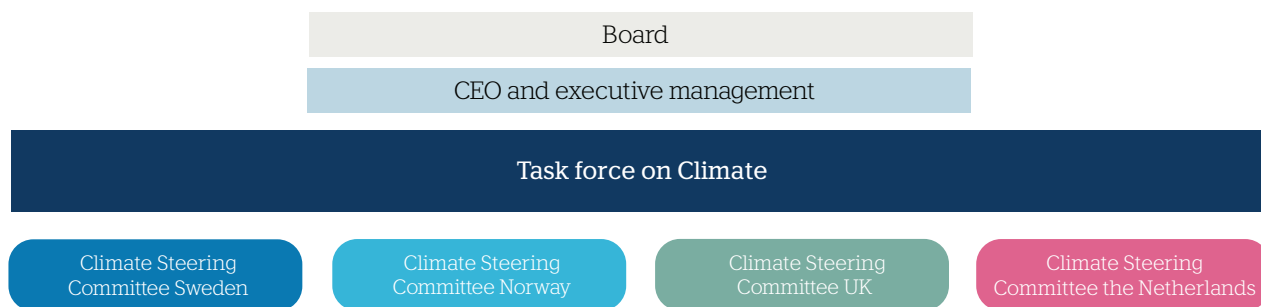 Board
CEO and executive management
Task force on Climate
Climate Steering
Committee Sweden
Climate Steering
Committee Norway
Climate Steering
Committee UK
Climate Steering
Committee the Netherlands